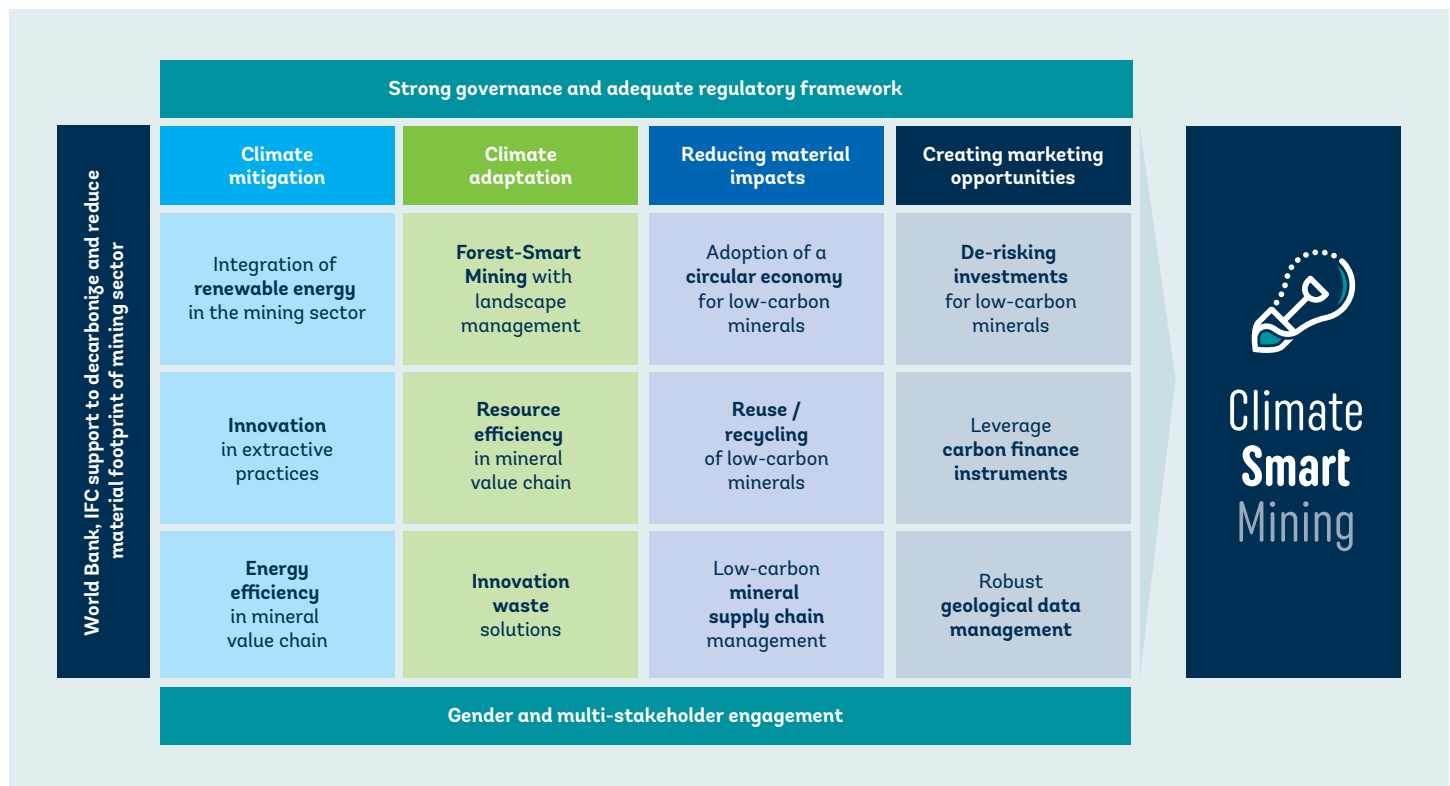 Strong governance and adequate regulatory framework
World Bank, IFC support to decarbonize and reduce
material footprint of mining sector
Climate
mitigation
Climate
adaptation
Reducing material
impacts
Creating marketing
opportunities
Integration of
renewable energy
in the mining sector
Forest-Smart
Mining with
landscape
management
Adoption of a
circular economy
for low-carbon
minerals
De-risking
investments
for low-carbon
minerals
Innovation
in extractive
practices
Resource
efficiency
in mineral
value chain
Reuse /
recycling
of low-carbon
minerals
Leverage
carbon finance
instruments
Energy
efficiency
in mineral
value chain
Innovation
waste
solutions
Low-carbon
mineral
supply chain
management
Robust
geological data
management
Gender and multi-stakeholder engagement
Climate
Smart
Mining